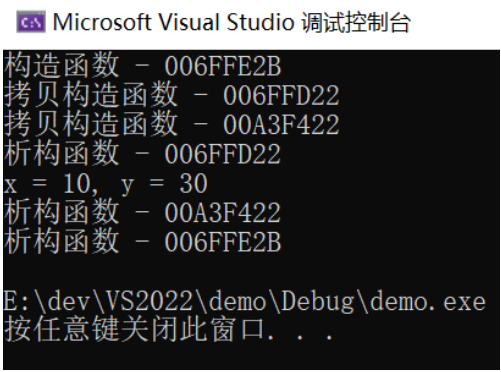 Microsoft Visual Studio 调试控制台
构造函数 - 006FFE2B
拷贝构造函数 - 006FFD22
拷贝构造函数 - 00A3F422
析构函数 - 006FFD22
x = 10, y = 30
析构函数 - 00A3F422
析构函数 - 006FFE2B
E:\dev\VS2022\demo\Debug\demo.exe
按任意键关闭此窗口. . .